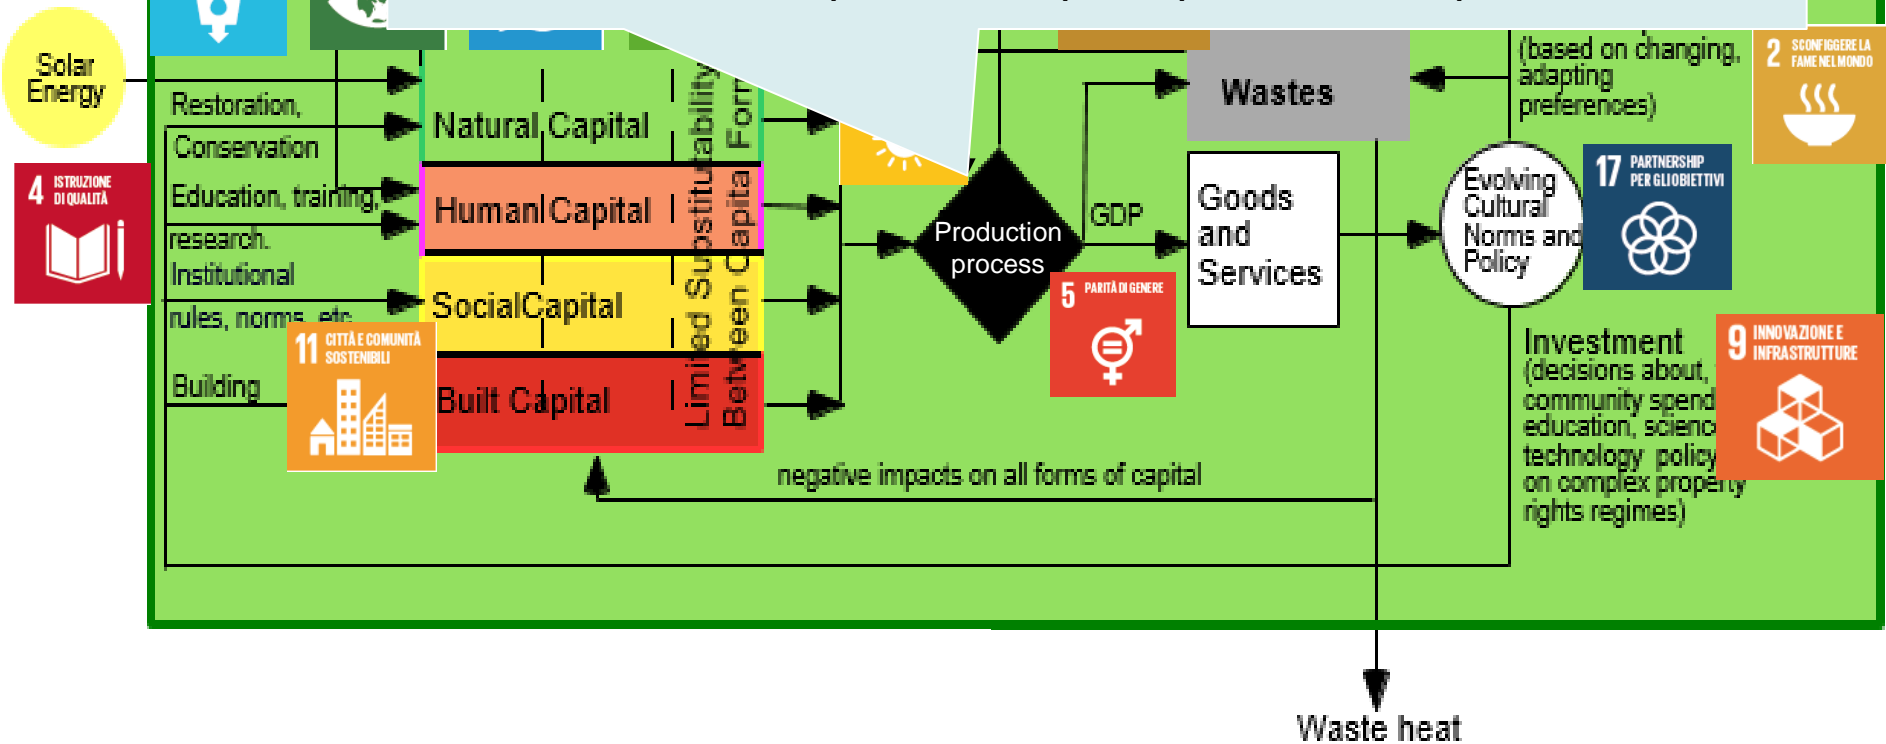 Solar
Energy
Restoration,
Conservation
Education, training,
research.
Institutional
rules, norms, etc
Building
4 ISTRUZIONE
DI QUALITÀ
11 CITTÀ E COMUNITÀ
SOSTENIBILI
Natural Capital
Human Capital
Social Capital
Built Capital
Limited Substitutability
Between Capital Form
Production
process
GDP
5 PARITÀ DI GENERE
Wastes
Goods
and
Services
Evolving
Cultural
Norms and
Policy
(based on changing,
adapting
preferences)
2 SCONFIGGERE LA
FAME NEL MONDO
17 PARTNERSHIP
PER GLI OBIETTIVI
Investment
(decisions about,
community spend
education, scienc
technology policy
on complex property
rights regimes)
9 INNOVAZIONE E
INFRASTRUTTURE
negative impacts on all forms of capital
Waste heat